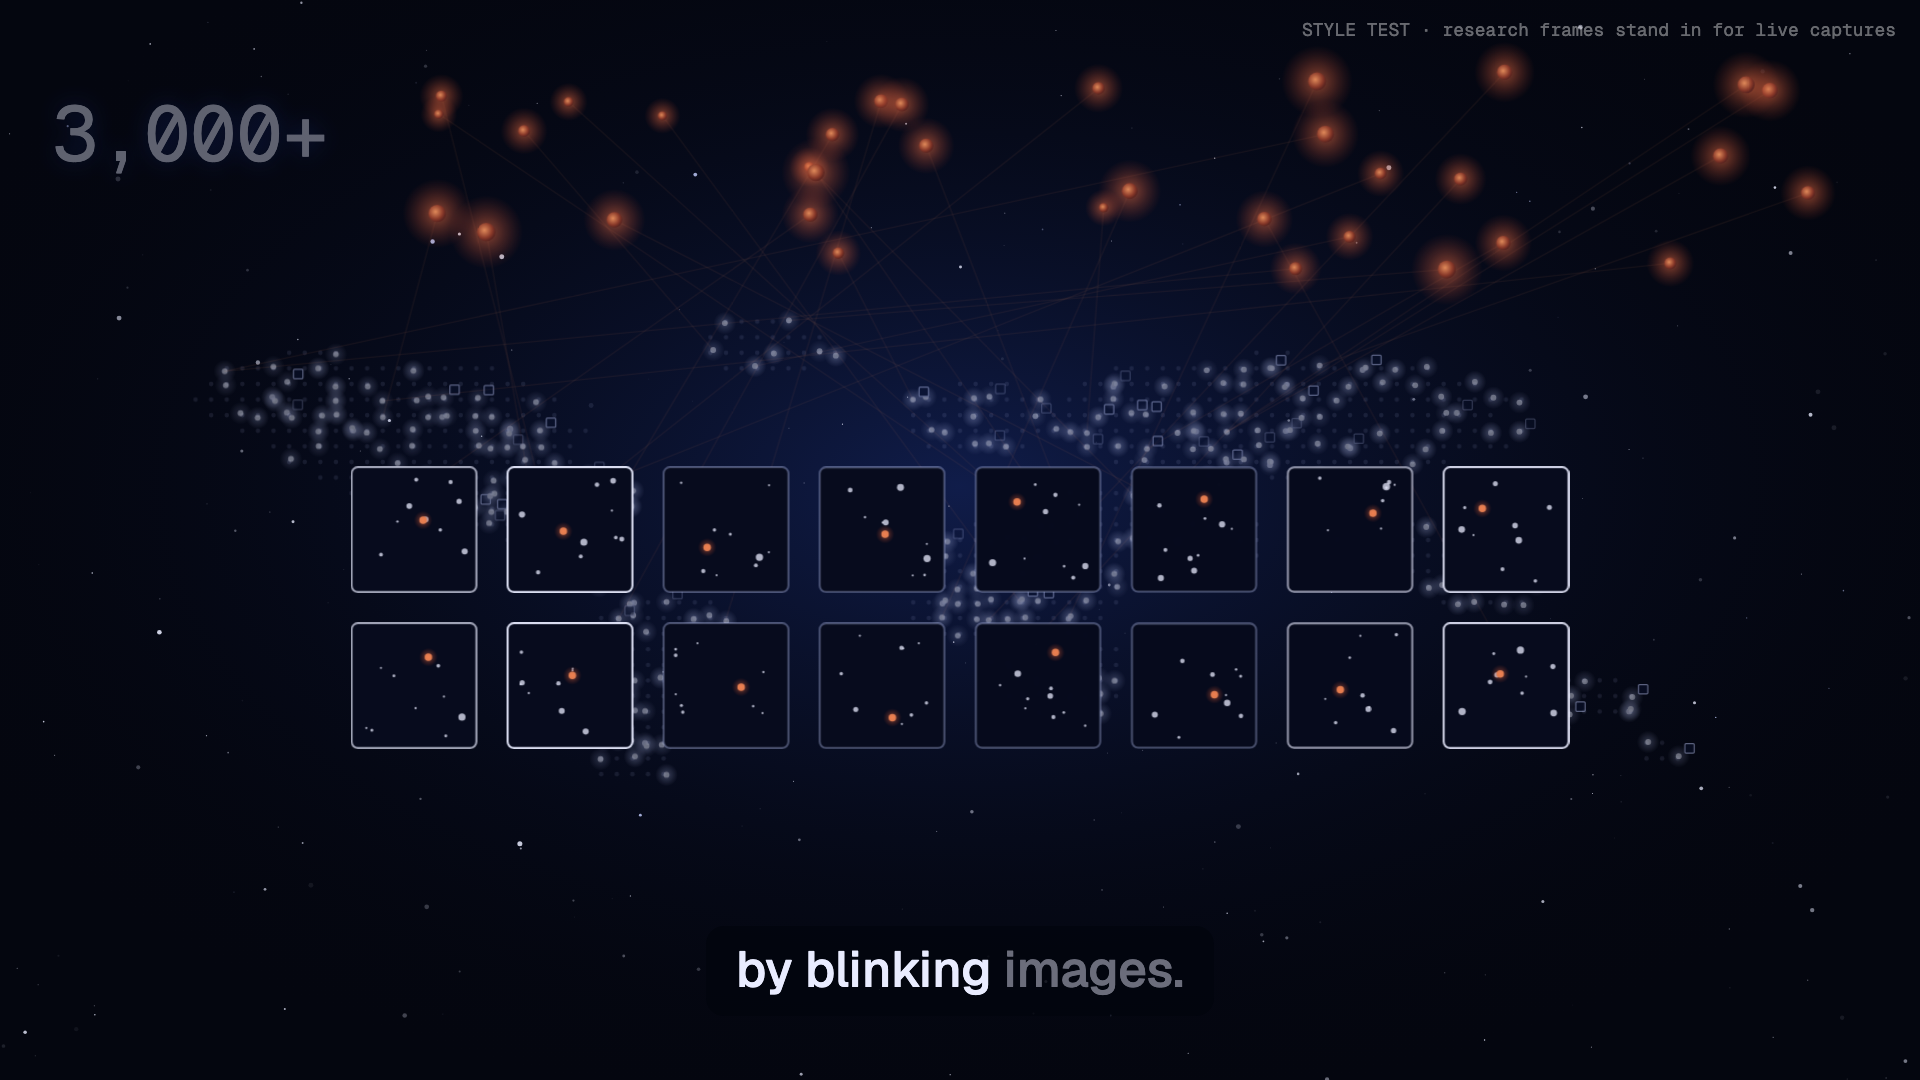 STYLE TEST · research frames stand in for live captures
3,000+
by blinking images.